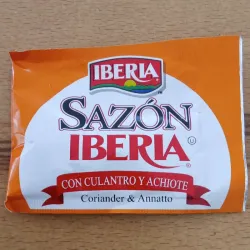 IBERIA
SAZÓN
IBERIA
CON CULANTRO Y ACHIOTE
Coriander & Annatto